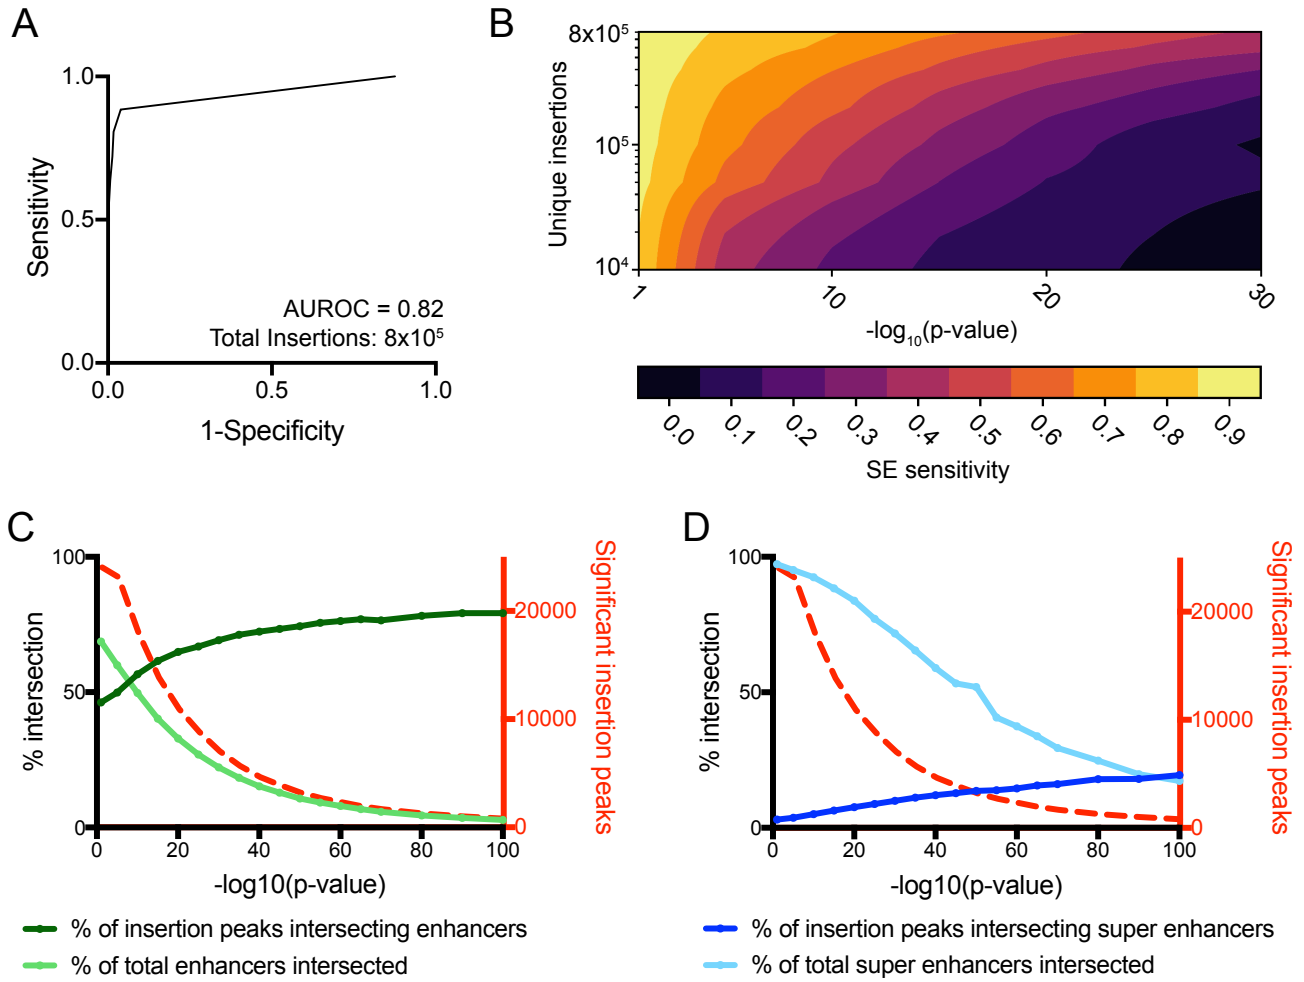 A
1.0
0.5
0.0
0.0
0.5
1.0
Sensitivity
1-Specificity
AUROC = 0.82
Total Insertions: 8x10⁵
B
8x10⁵
10⁵
10⁴
Unique insertions
1
10
20
30
-log₁₀(p-value)
0.0
0.1
0.2
0.3
0.4
0.5
0.6
0.7
0.8
0.9
SE sensitivity
C
100
50
0
% intersection
20000
10000
0
Significant insertion peaks
0
20
40
60
80
100
-log10(p-value)
% of insertion peaks intersecting enhancers
% of total enhancers intersected
D
100
50
0
% intersection
20000
10000
0
Significant insertion peaks
0
20
40
60
80
100
-log10(p-value)
% of insertion peaks intersecting super enhancers
% of total super enhancers intersected